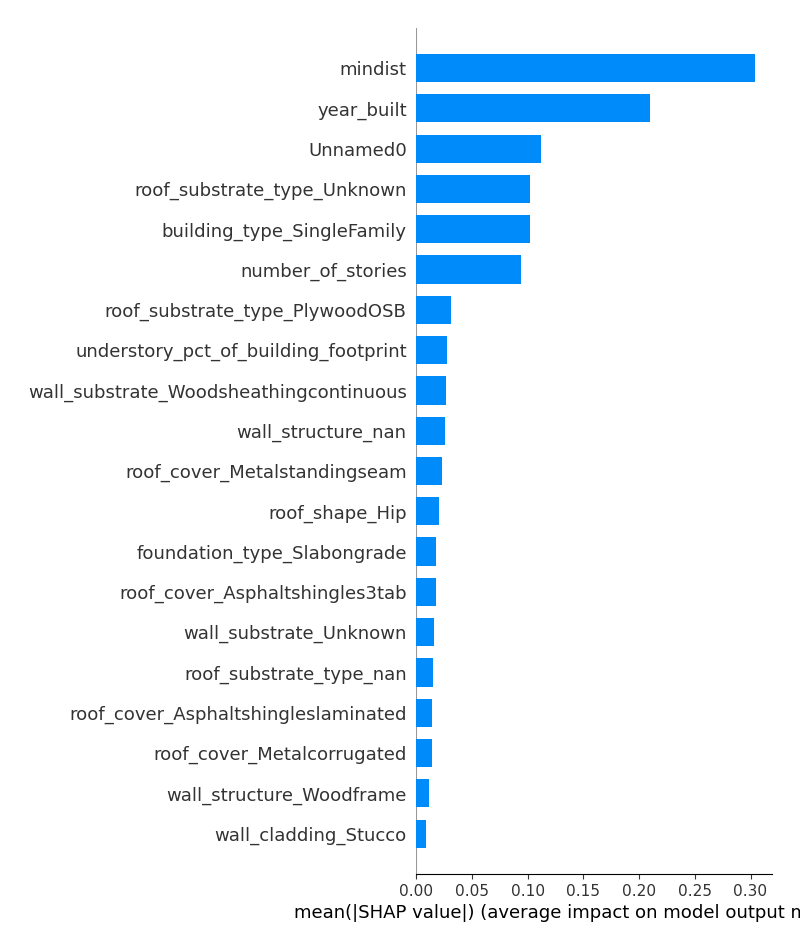 mindist
year_built
Unnamed0
roof_substrate_type_Unknown
building_type_SingleFamily
number_of_stories
roof_substrate_type_PlywoodOSB
understory_pct_of_building_footprint
wall_substrate_Woodsheathingcontinuous
wall_structure_nan
roof_cover_Metalstandingseam
roof_shape_Hip
foundation_type_Slabongrade
roof_cover_Asphaltshingles3tab
wall_substrate_Unknown
roof_substrate_type_nan
roof_cover_Asphaltshingleslaminated
roof_cover_Metalcorrugated
wall_structure_Woodframe
wall_cladding_Stucco
0.00 0.05 0.10 0.15 0.20 0.25 0.30
mean(|SHAP value|) (average impact on model output